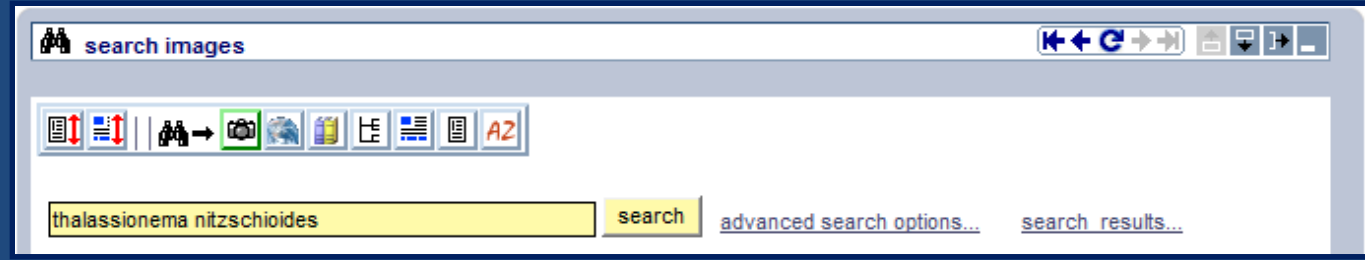 search images
AZ
thalassionema nitzschioides search advanced search options... search results...